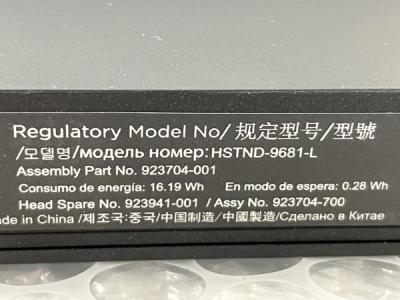 Regulatory Model No/规定型号/型號
/모델명/модель номер:HSTND-9681-L
Assembly Part No. 923704-001
Consumo de energía: 16.19 Wh    En modo de espera: 0.28 Wh
Head Spare No. 923941-001 / Assy No. 923704-700
ade in China/제조국:중국/中国制造/中國製造/Сделано в Китае